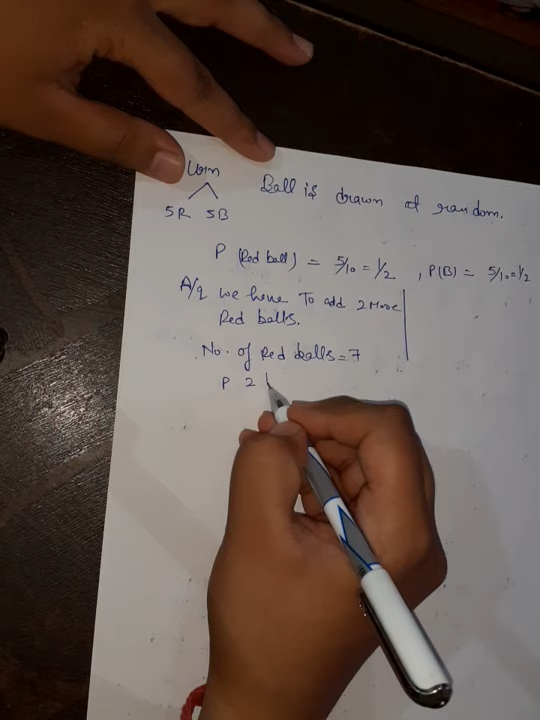 Urn
Ball is drawn at random.
5R 5B
P (Red ball) = 5/10 = 1/2 , P(B) = 5/10 = 1/2
A/q we have To add 2 More
Red balls.
No. of Red balls = 7
P 2